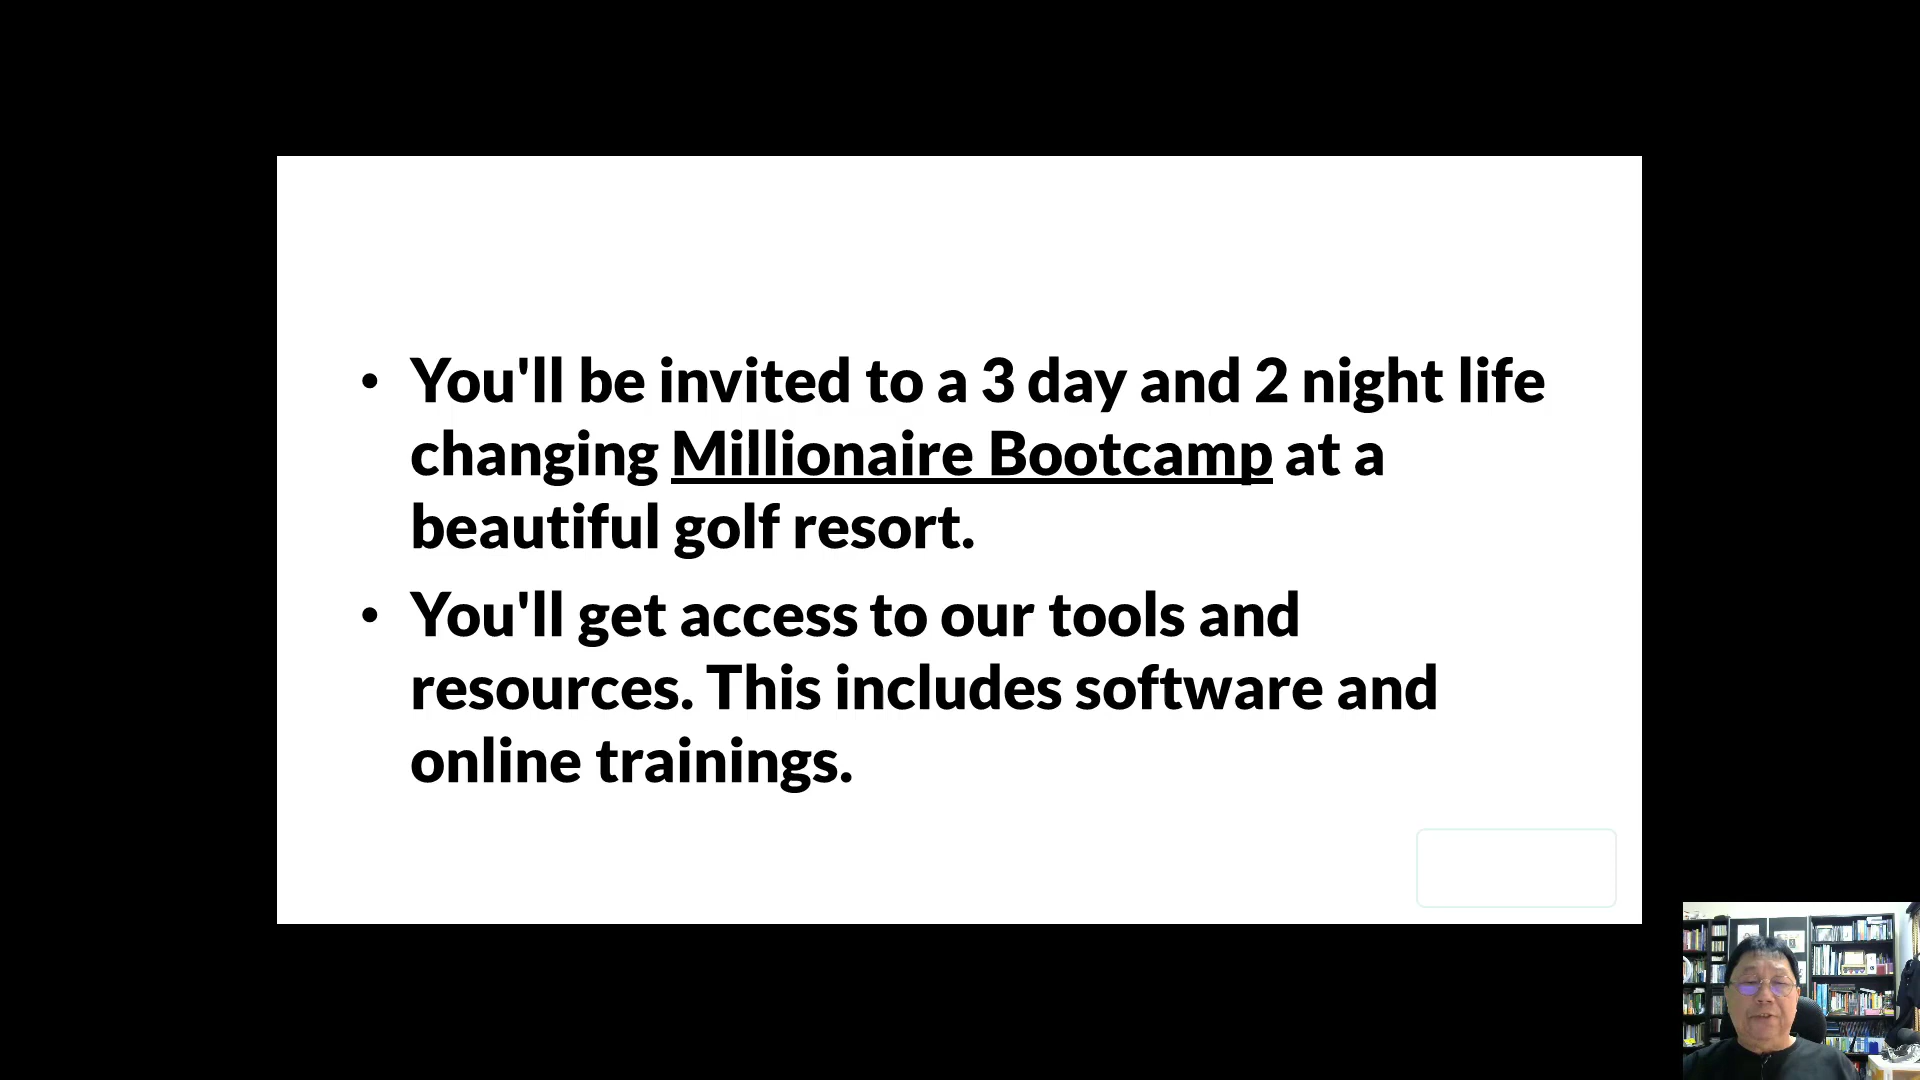 • You'll be invited to a 3 day and 2 night life
changing Millionaire Bootcamp at a
beautiful golf resort.
• You'll get access to our tools and
resources. This includes software and
online trainings.